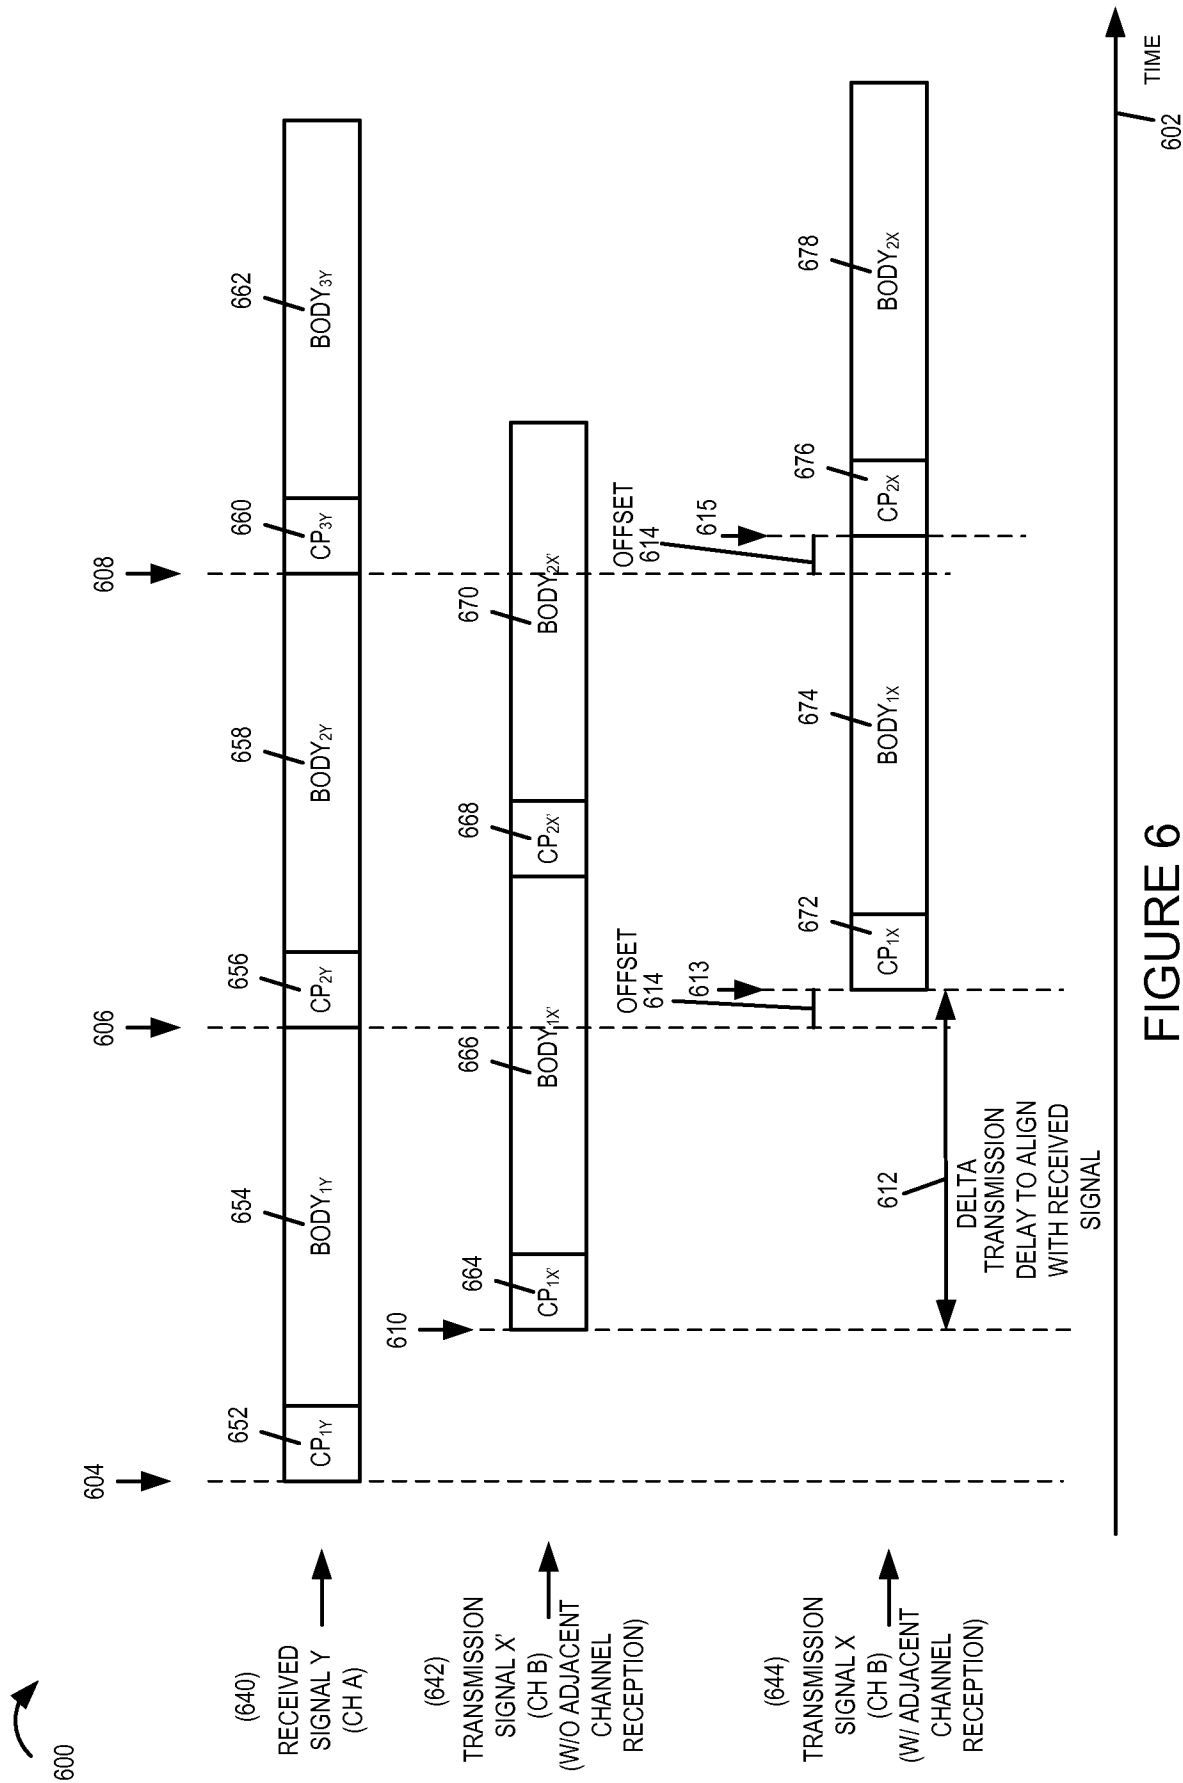 600
(640)
RECEIVED
SIGNAL Y
(CH A)
604
606
608
652
654
656
658
660
662
CP1Y
BODY1Y
CP2Y
BODY2Y
CP3Y
BODY3Y
(642)
TRANSMISSION
SIGNAL X'
(CH B)
(W/O ADJACENT
CHANNEL
RECEPTION)
610
664
666
668
670
CP1X'
BODY1X'
CP2X'
BODY2X'
OFFSET
614
613
OFFSET
614
615
(644)
TRANSMISSION
SIGNAL X
(CH B)
(W/ ADJACENT
CHANNEL
RECEPTION)
672
674
676
678
CP1X
BODY1X
CP2X
BODY2X
612
DELTA
TRANSMISSION
DELAY TO ALIGN
WITH RECEIVED
SIGNAL
TIME
602
FIGURE 6